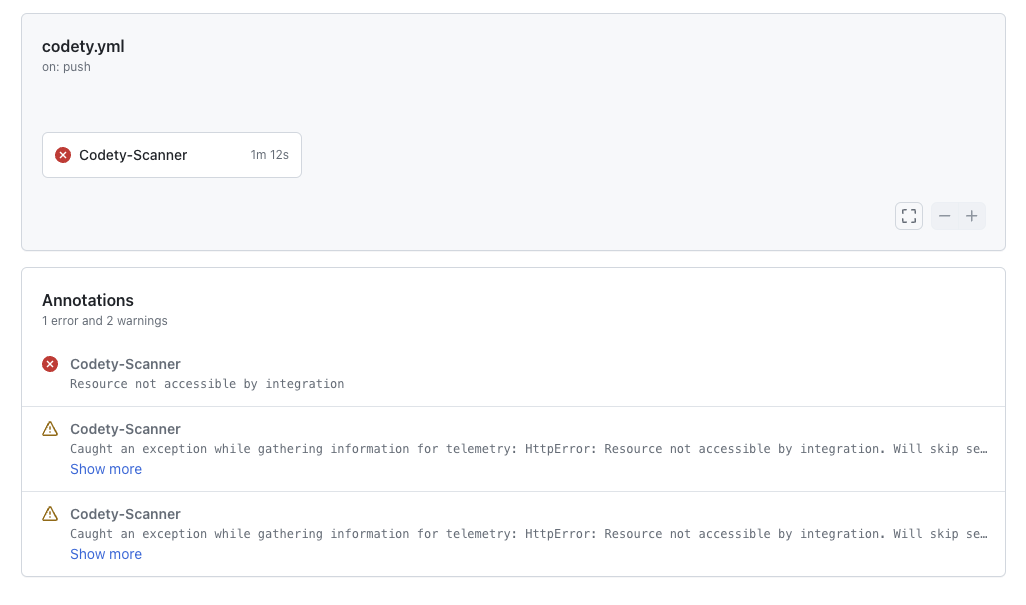 codety.yml
on: push
Codety-Scanner 1m 12s
Annotations
1 error and 2 warnings
Codety-Scanner
Resource not accessible by integration
Codety-Scanner
Caught an exception while gathering information for telemetry: HttpError: Resource not accessible by integration. Will skip se…
Show more
Codety-Scanner
Caught an exception while gathering information for telemetry: HttpError: Resource not accessible by integration. Will skip se…
Show more